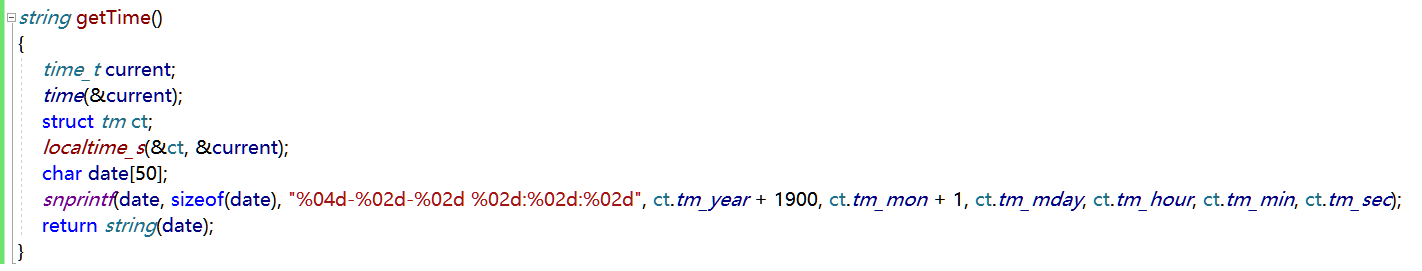 string getTime()
{
time_t current;
time(&current);
struct tm ct;
localtime_s(&ct, &current);
char date[50];
snprintf(date, sizeof(date), "%04d-%02d-%02d %02d:%02d:%02d", ct.tm_year + 1900, ct.tm_mon + 1, ct.tm_mday, ct.tm_hour, ct.tm_min, ct.tm_sec);
return string(date);
}